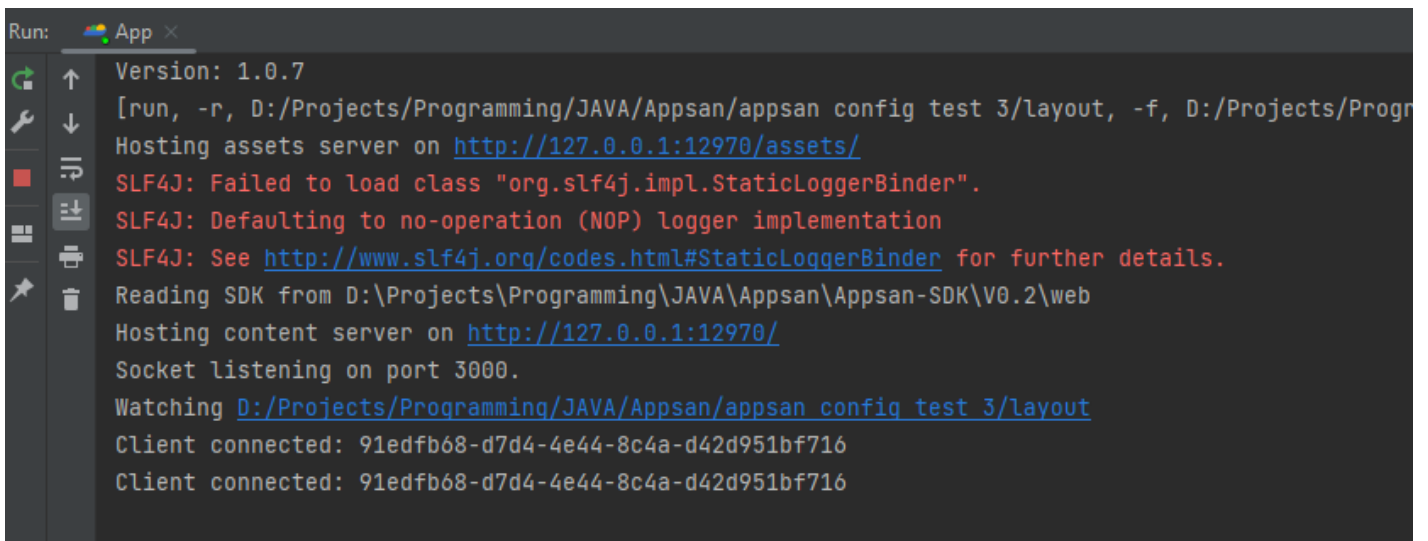 Run:
App
Version: 1.0.7
[run, -r, D:/Projects/Programming/JAVA/Appsan/appsan config test 3/layout, -f, D:/Projects/Progr
Hosting assets server on http://127.0.0.1:12970/assets/
SLF4J: Failed to load class "org.slf4j.impl.StaticLoggerBinder".
SLF4J: Defaulting to no-operation (NOP) logger implementation
SLF4J: See http://www.slf4j.org/codes.html#StaticLoggerBinder for further details.
Reading SDK from D:\Projects\Programming\JAVA\Appsan\Appsan-SDK\V0.2\web
Hosting content server on http://127.0.0.1:12970/
Socket listening on port 3000.
Watching D:/Projects/Programming/JAVA/Appsan/appsan config test 3/layout
Client connected: 91edfb68-d7d4-4e44-8c4a-d42d951bf716
Client connected: 91edfb68-d7d4-4e44-8c4a-d42d951bf716